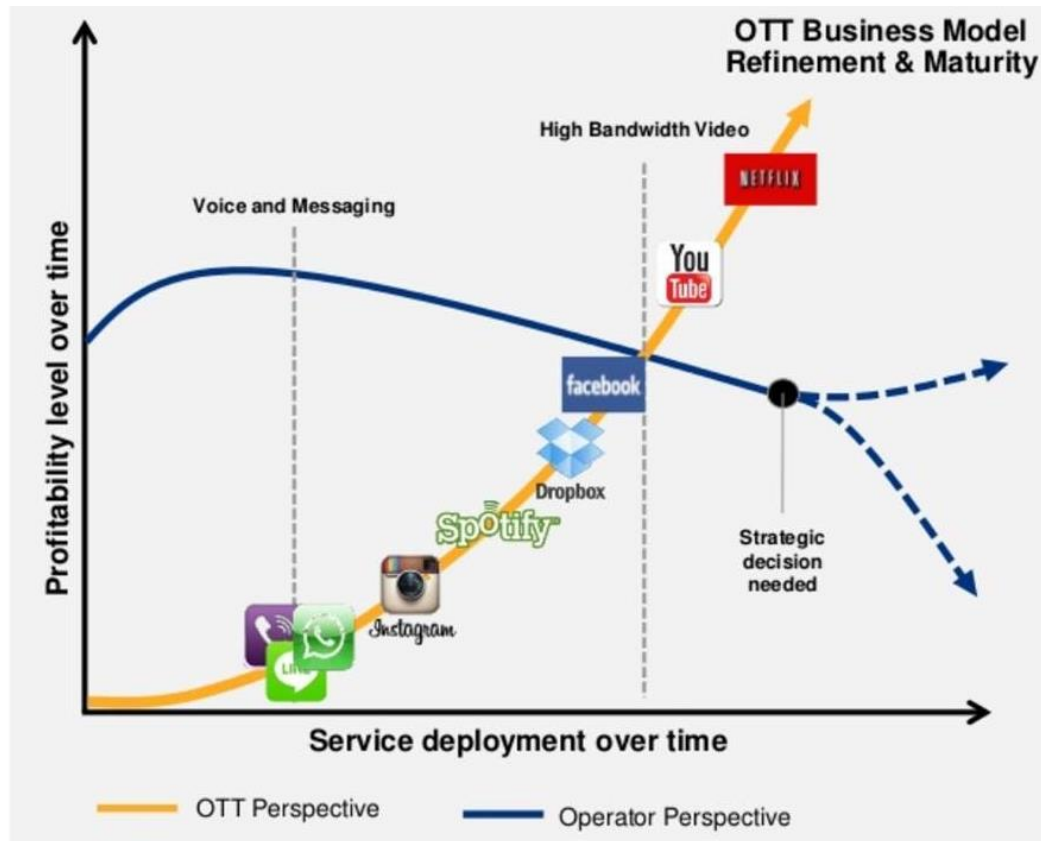 OTT Business Model
Refinement & Maturity
High Bandwidth Video
NETFLIX
Voice and Messaging
You
Tube
Profitability level over time
facebook
Dropbox
Spotify
Strategic
decision
needed
Instagram
LINE
Service deployment over time
OTT Perspective
Operator Perspective